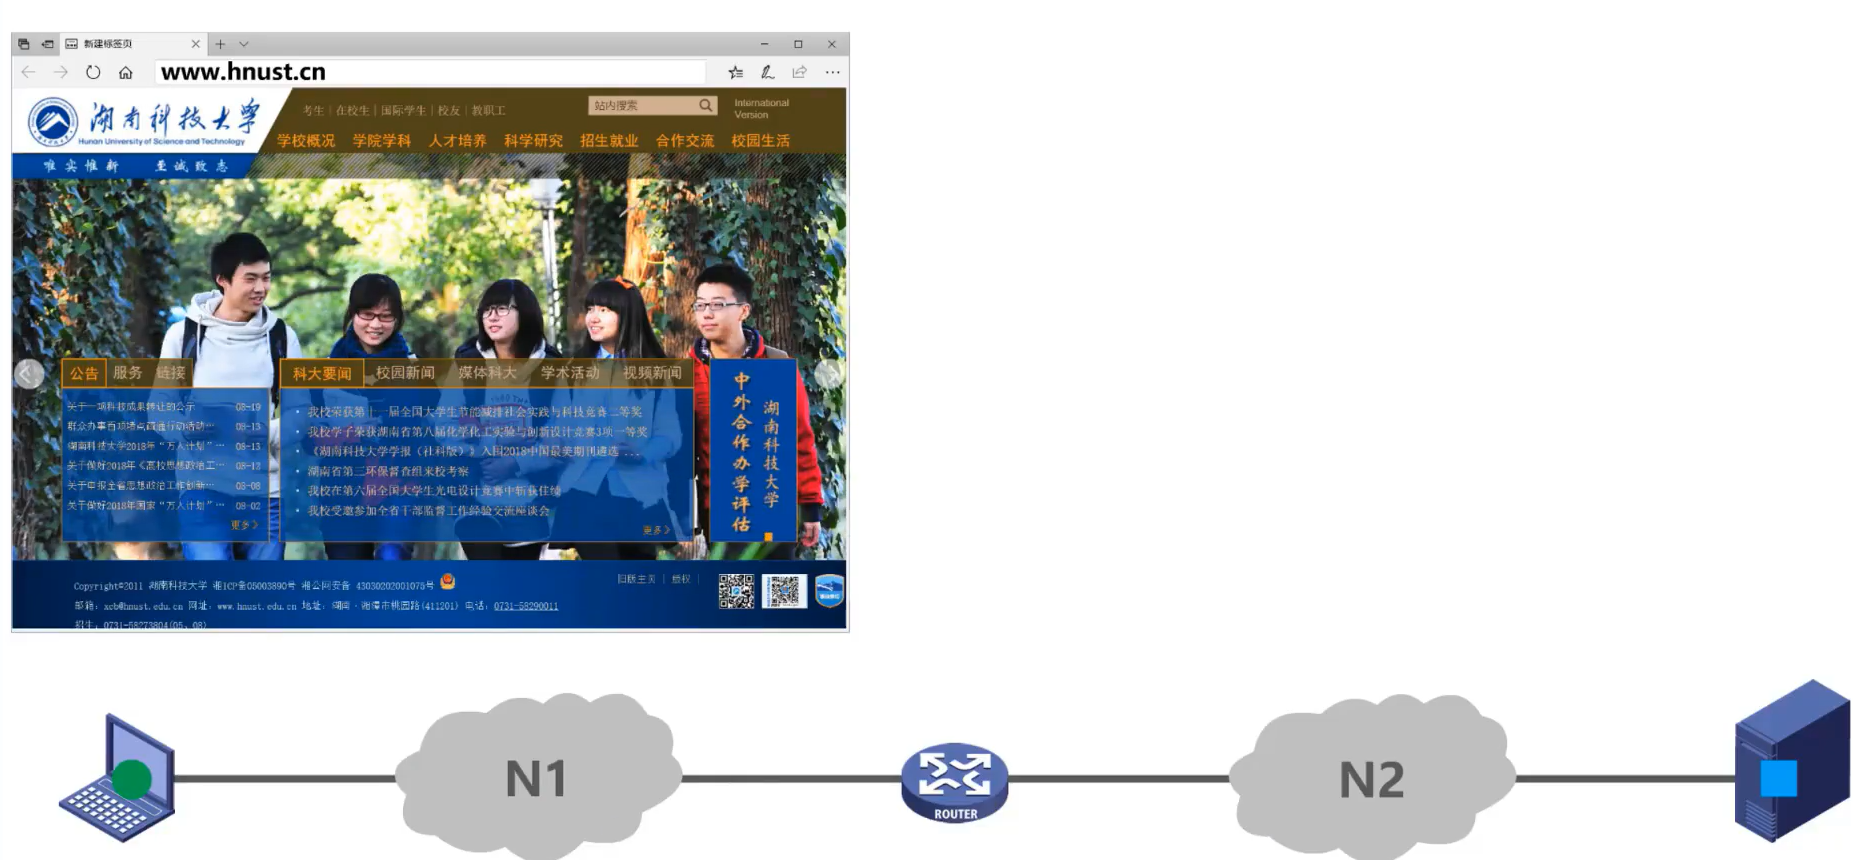 新建标签页
www.hnust.cn
湖南科技大学
Hunan University of Science and Technology
唯实惟新 至诚致志
考生 | 在校生 | 国际学生 | 校友 | 教职工
站内搜索
International
Version
学校概况 学院学科 人才培养 科学研究 招生就业 合作交流 校园生活
公告 服务 链接
关于一项科技成果转让的公示 08-19
群众办事百项堵点疏通行动活动… 08-13
湖南科技大学2018年“万人计划”… 08-13
关于做好2018年《高校思想政治工… 08-12
关于申报全省思想政治工作创新… 08-08
关于做好2018年国家“万人计划”… 08-02
更多》
科大要闻 校园新闻 媒体科大 学术活动 视频新闻
• 我校荣获第十一届全国大学生节能减排社会实践与科技竞赛二等奖
• 我校学子荣获湖南省第八届化学化工实验与创新设计竞赛3项一等奖
• 《湖南科技大学学报（社科版）》入围2018中国最美期刊遴选 ...
• 湖南省第三环保督查组来校考察
• 我校在第六届全国大学生光电设计竞赛中斩获佳绩
• 我校受邀参加全省干部监督工作经验交流座谈会
更多》
中外合作办学评估
湖南科技大学
Copyright©2011 湖南科技大学 湘ICP备05003890号 湘公网安备 43030202001075号
旧版主页 | 授权 |
邮箱：xcb@hnust.edu.cn 网址：www.hnust.edu.cn 地址：湖南·湘潭市桃园路(411201) 电话：0731-58290011
招生：0731-58273804(05、08)
N1
ROUTER
N2